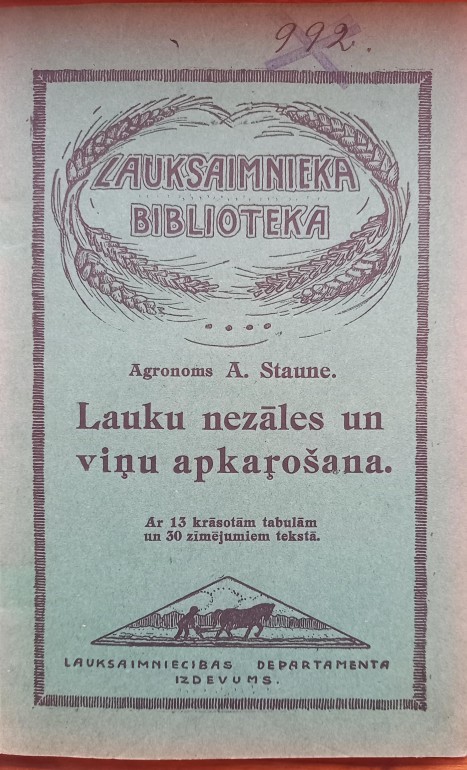 992.
LAUKSAIMNIEKA
BIBLIOTEKA
Agronoms A. Staune.
Lauku nezāles un
viņu apkaŗošana.
Ar 13 krāsotām tabulām
un 30 zīmējumiem tekstā.
LAUKSAIMNIECIBAS DEPARTAMENTA
IZDEVUMS.